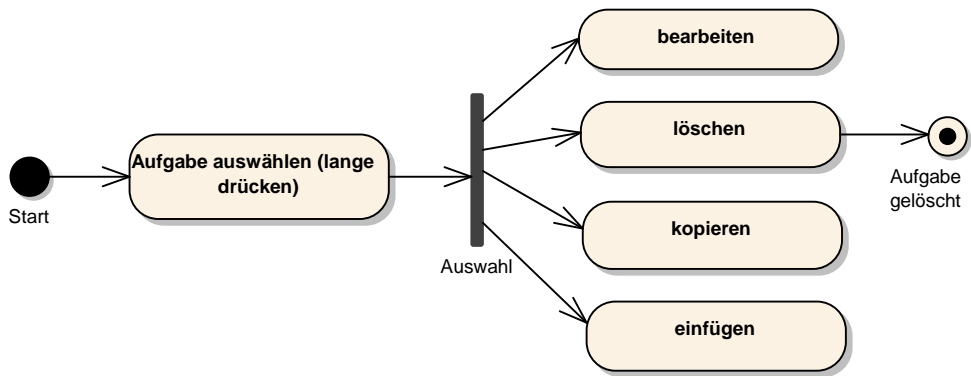 Start
Aufgabe auswählen (lange
drücken)
Auswahl
bearbeiten
löschen
kopieren
einfügen
Aufgabe
gelöscht